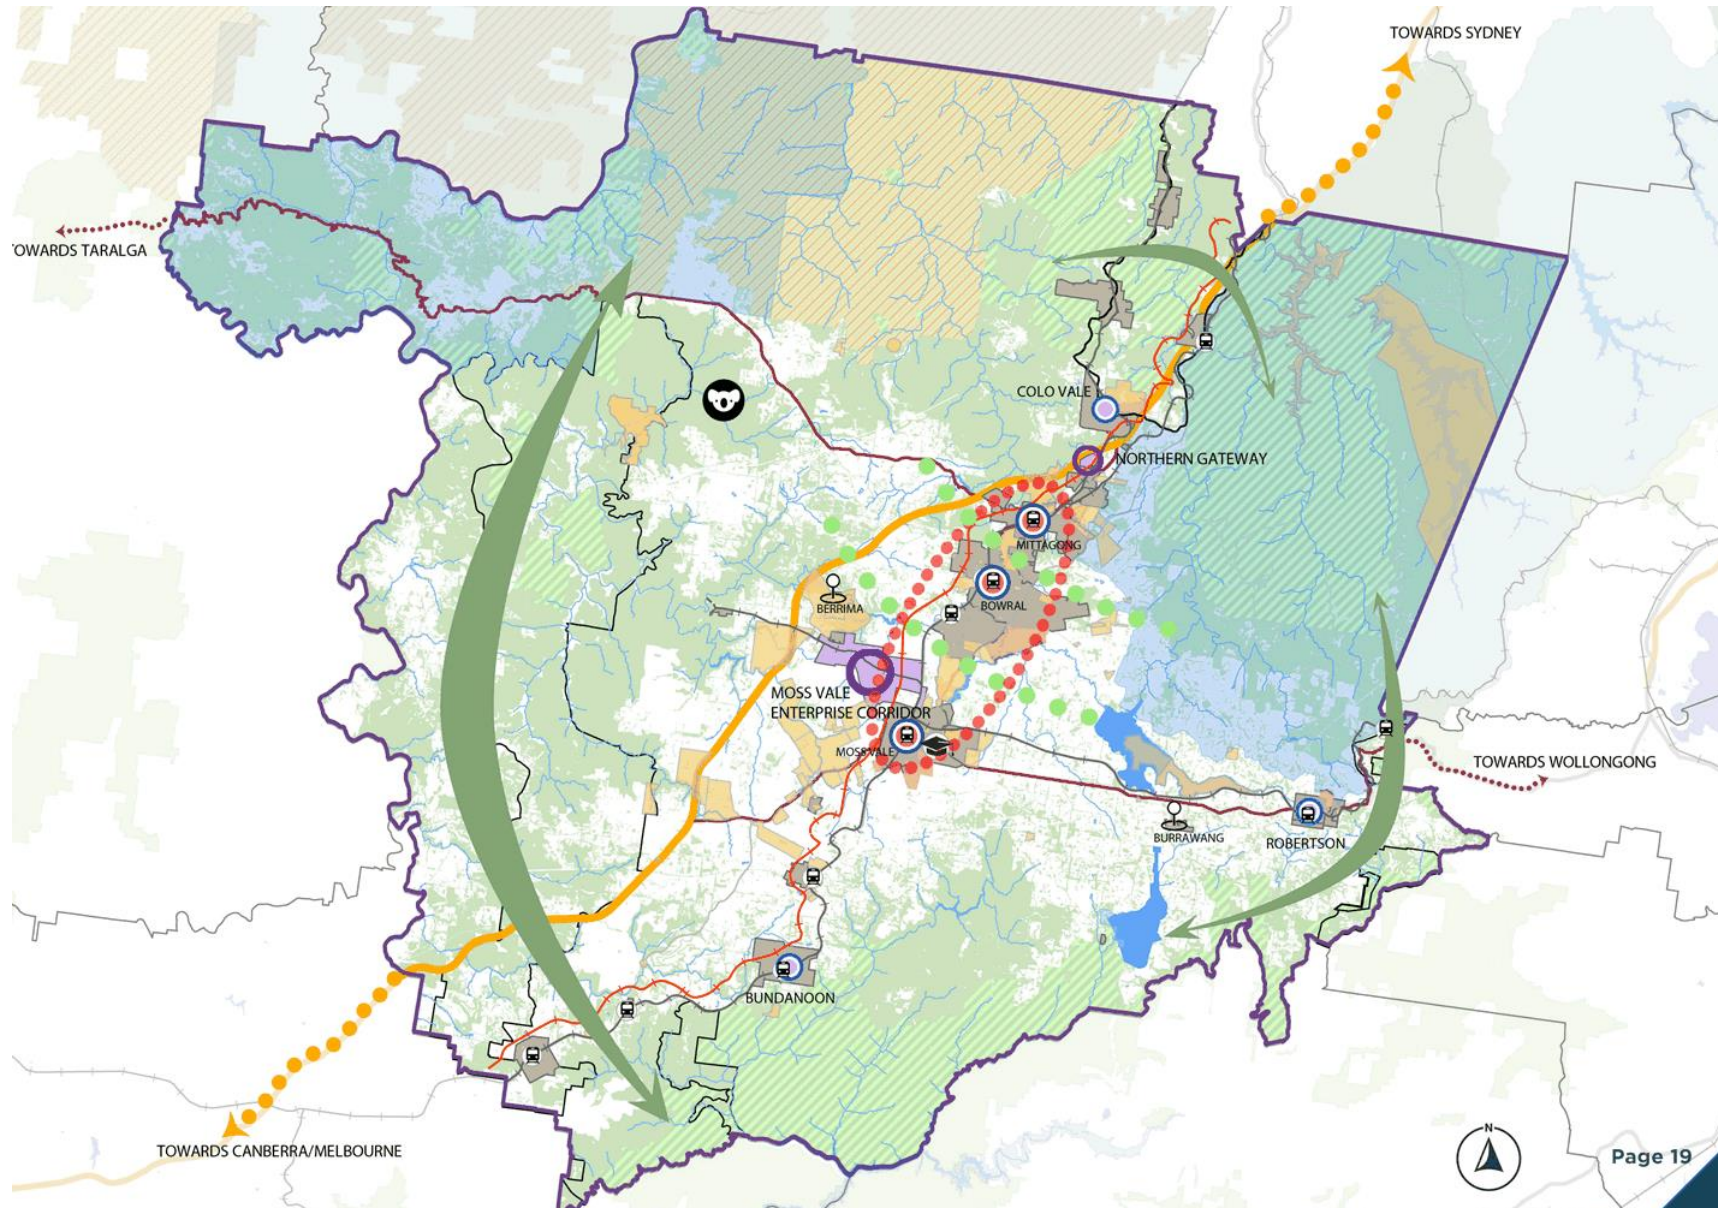 TOWARDS SYDNEY
OWARDS TARALGA
COLO VALE
NORTHERN GATEWAY
MITTAGONG
BERRIMA
BOWRAL
MOSS VALE
ENTERPRISE CORRIDOR
MOSS VALE
TOWARDS WOLLONGONG
BURRAWANG
ROBERTSON
BUNDANOON
TOWARDS CANBERRA/MELBOURNE
N
Page 19